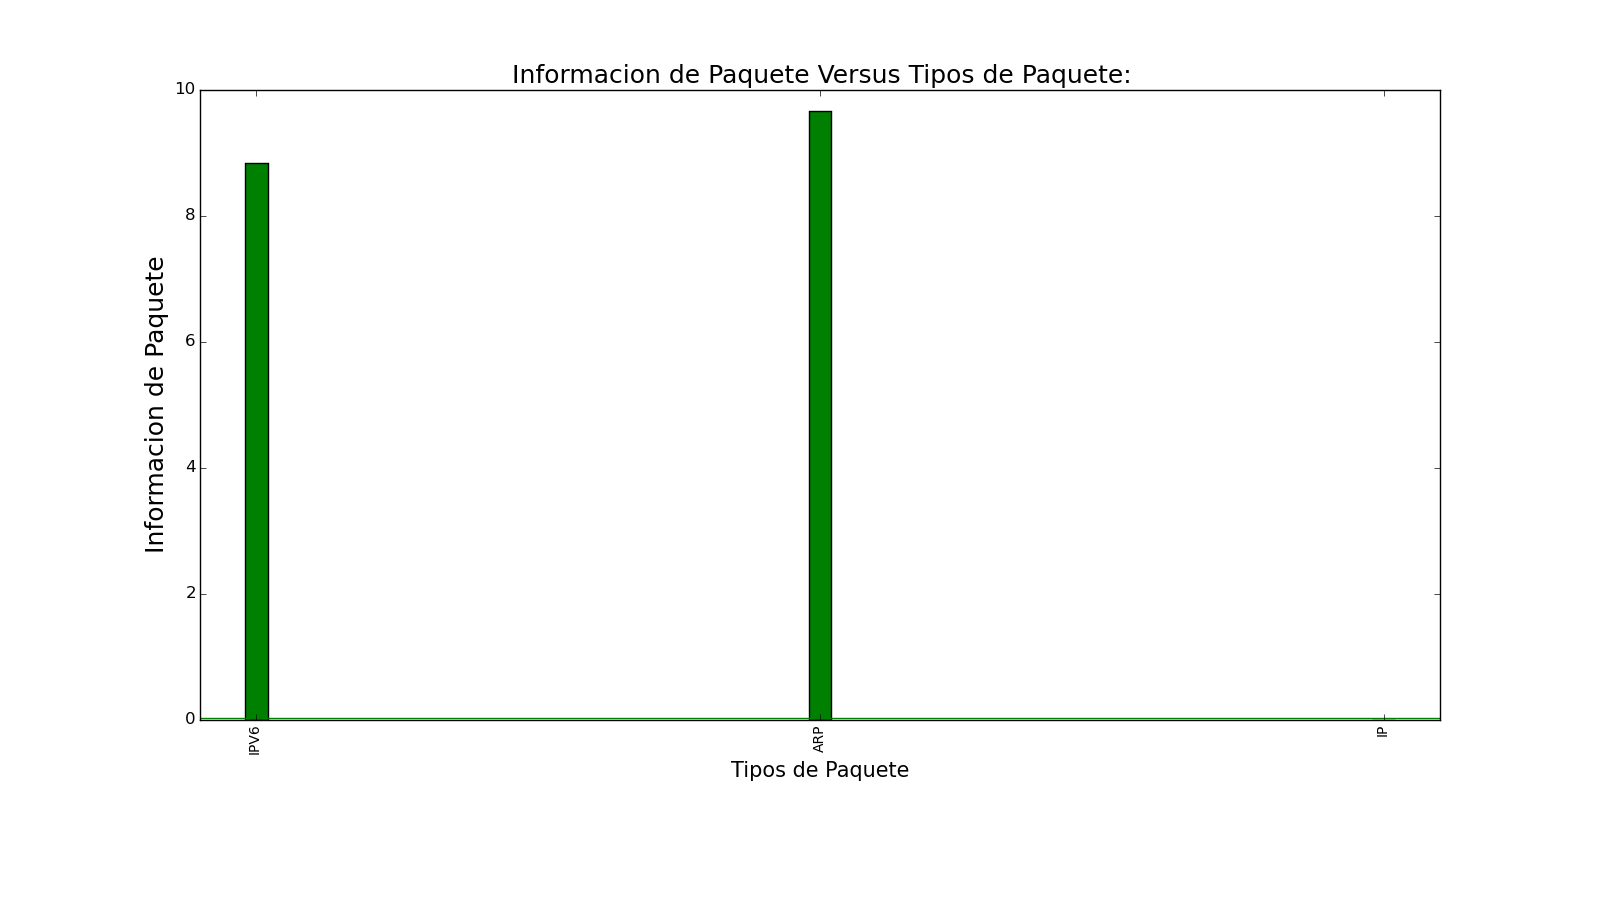 Informacion de Paquete Versus Tipos de Paquete:
Informacion de Paquete
10
8
6
4
2
0
IPV6
ARP
IP
Tipos de Paquete